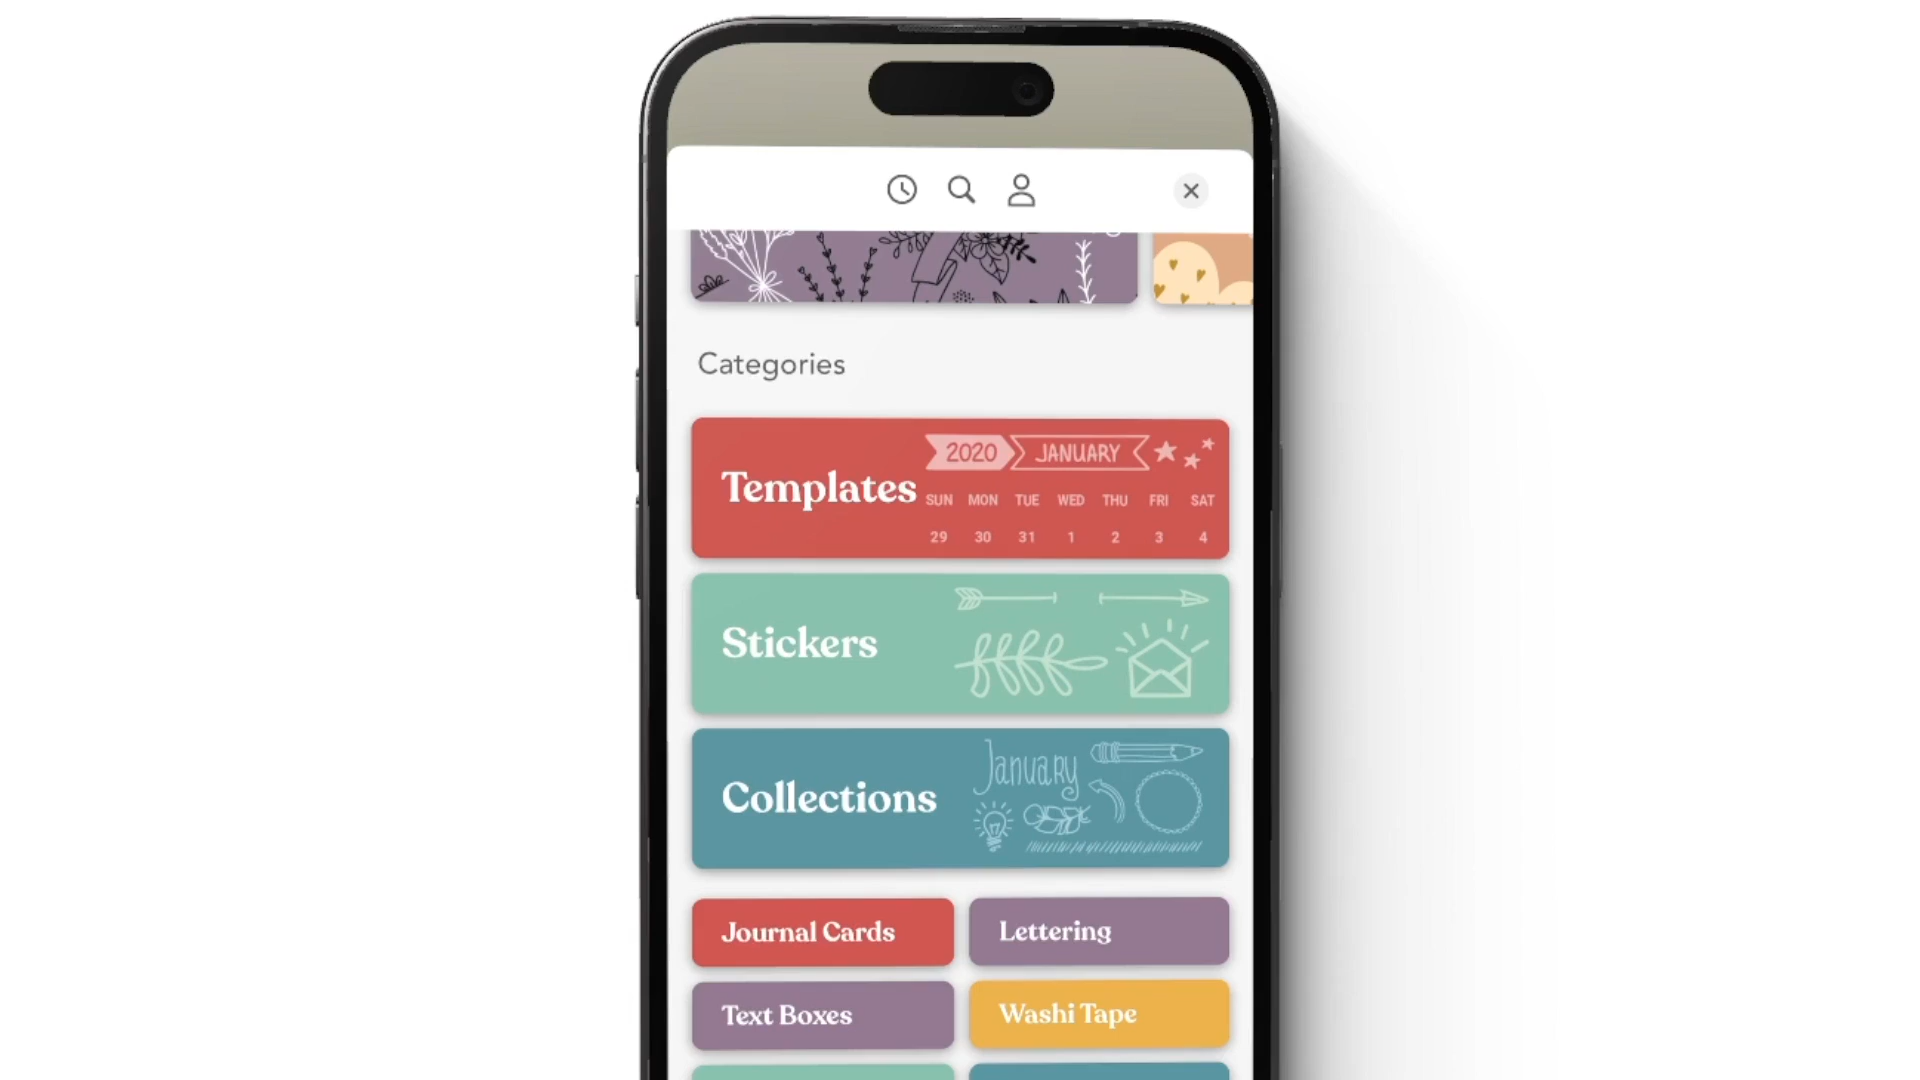 Categories
Templates
2020 JANUARY
SUN MON TUE WED THU FRI SAT
29 30 31 1 2 3 4
Stickers
Collections
January
Journal Cards
Lettering
Text Boxes
Washi Tape